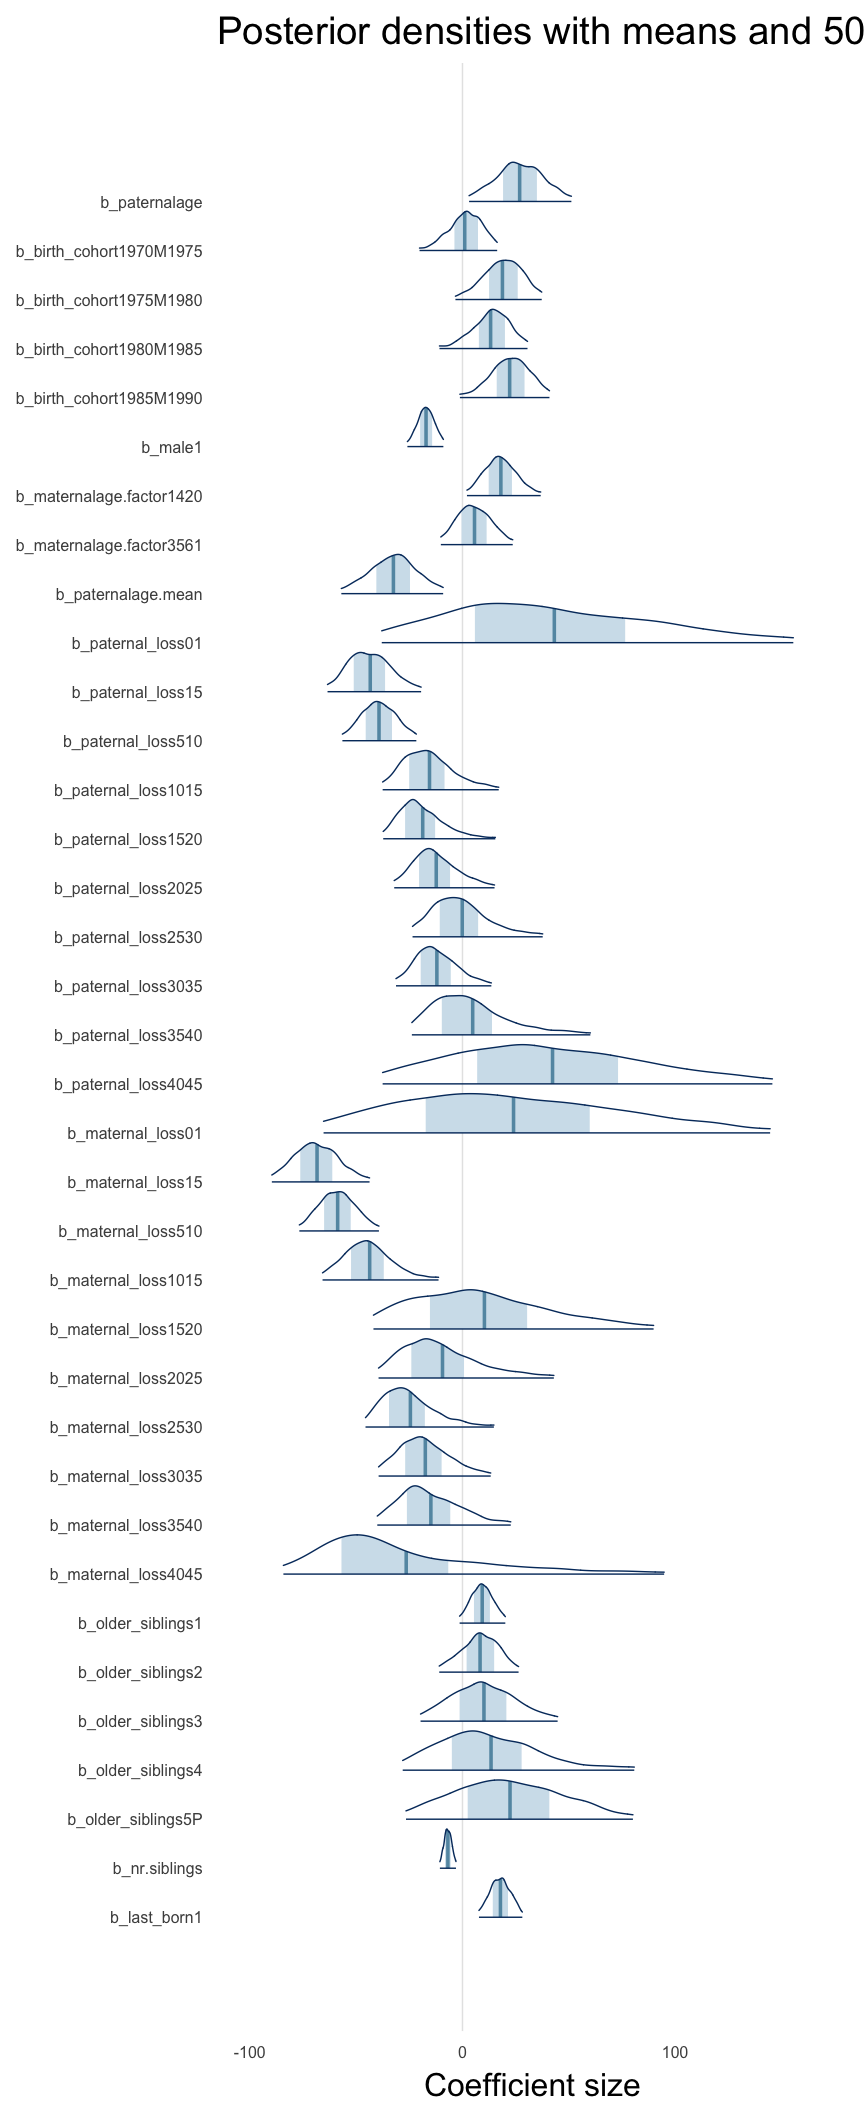 Posterior densities with means and 50
b_paternalage
b_birth_cohort1970M1975
b_birth_cohort1975M1980
b_birth_cohort1980M1985
b_birth_cohort1985M1990
b_male1
b_maternalage.factor1420
b_maternalage.factor3561
b_paternalage.mean
b_paternal_loss01
b_paternal_loss15
b_paternal_loss510
b_paternal_loss1015
b_paternal_loss1520
b_paternal_loss2025
b_paternal_loss2530
b_paternal_loss3035
b_paternal_loss3540
b_paternal_loss4045
b_maternal_loss01
b_maternal_loss15
b_maternal_loss510
b_maternal_loss1015
b_maternal_loss1520
b_maternal_loss2025
b_maternal_loss2530
b_maternal_loss3035
b_maternal_loss3540
b_maternal_loss4045
b_older_siblings1
b_older_siblings2
b_older_siblings3
b_older_siblings4
b_older_siblings5P
b_nr.siblings
b_last_born1
-100 0 100
Coefficient size